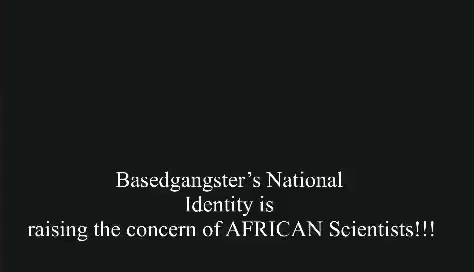 Basedgangster’s National
Identity is
raising the concern of AFRICAN Scientists!!!